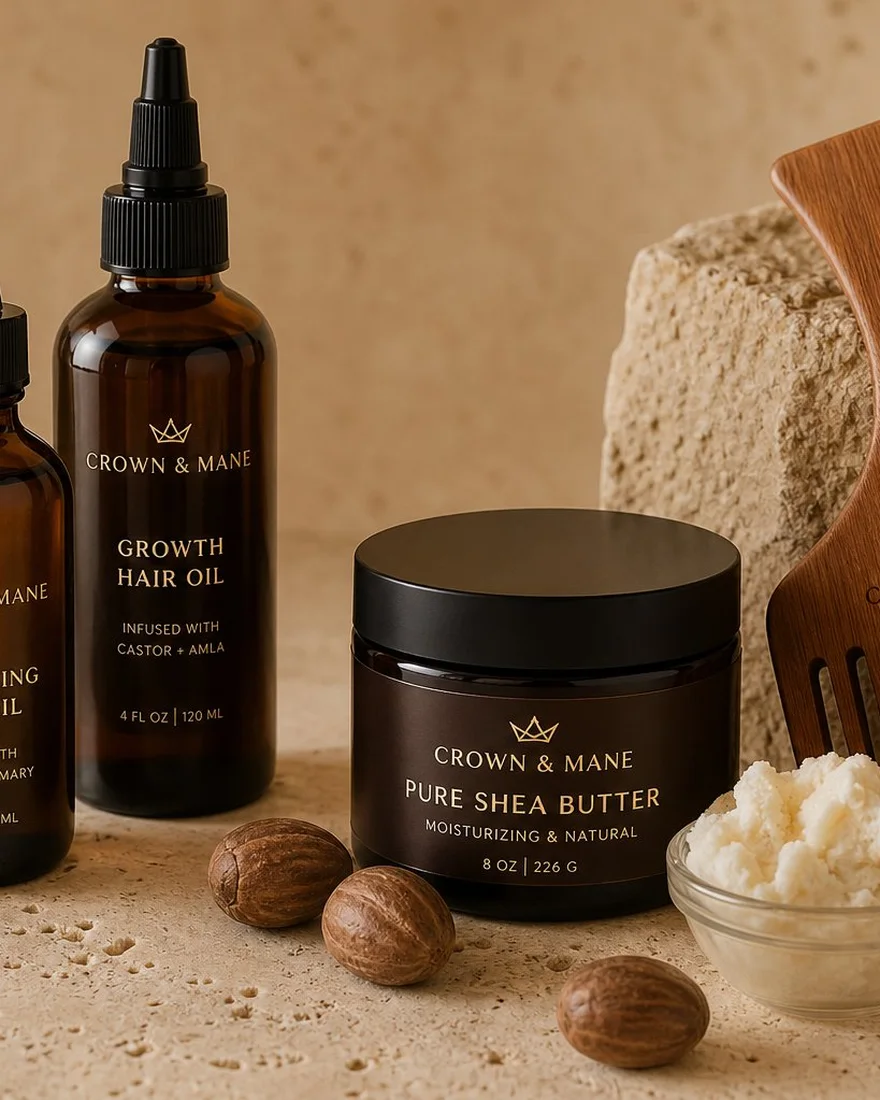 MANE
ING
IL
TH
MARY
ML
CROWN & MANE
GROWTH
HAIR OIL
INFUSED WITH
CASTOR + AMLA
4 FL OZ | 120 ML
CROWN & MANE
PURE SHEA BUTTER
MOISTURIZING & NATURAL
8 OZ | 226 G